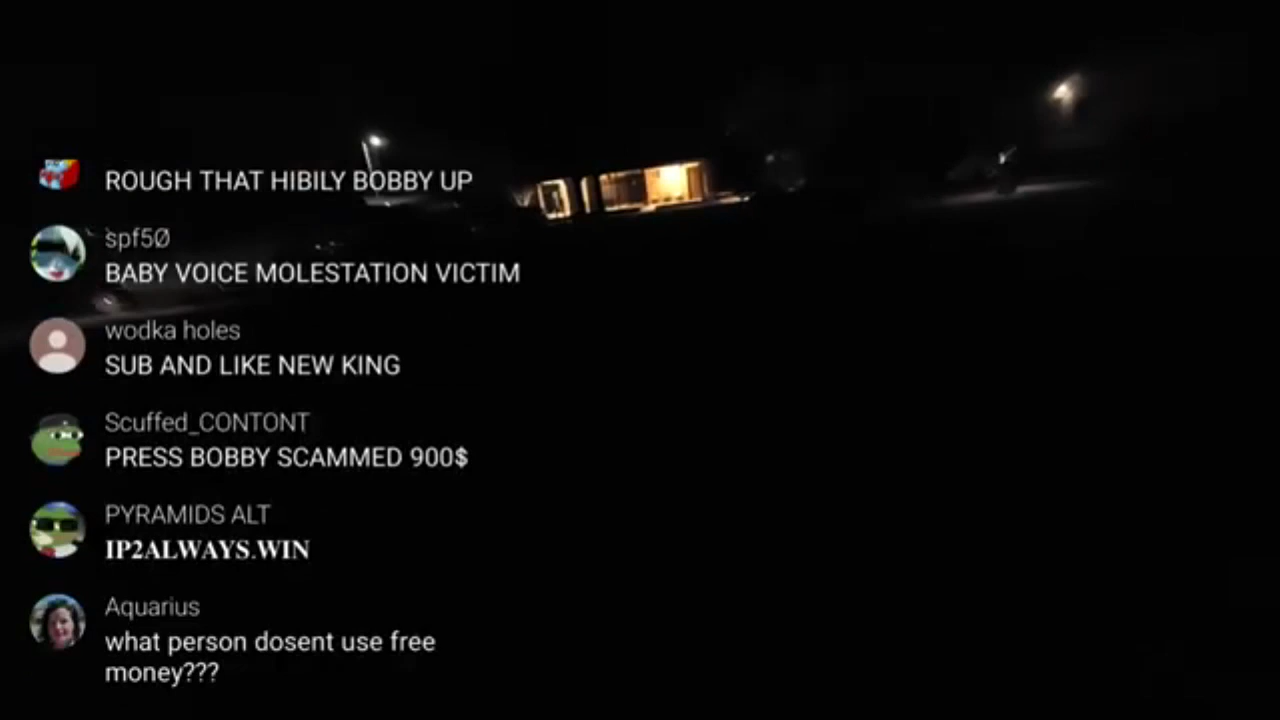 ROUGH THAT HIBILY BOBBY UP
spf5Ø
BABY VOICE MOLESTATION VICTIM
wodka holes
SUB AND LIKE NEW KING
Scuffed_CONTONT
PRESS BOBBY SCAMMED 900$
PYRAMIDS ALT
IP2ALWAYS.WIN
Aquarius
what person dosent use free
money???